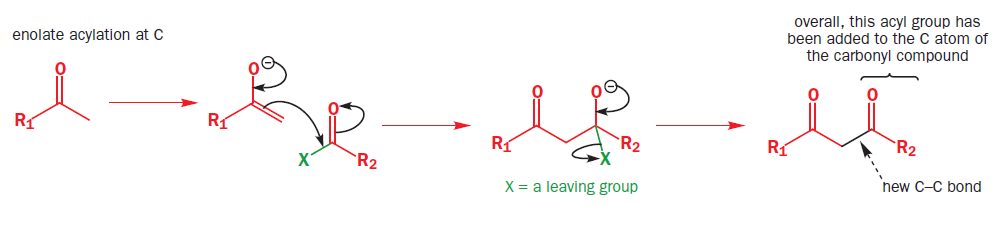 enolate acylation at C
overall, this acyl group has
been added to the C atom of
the carbonyl compound
O
R1
O⊖
R1
O
X
R2
O
R1
O⊖
R2
X
X = a leaving group
O
O
R1
R2
new C–C bond